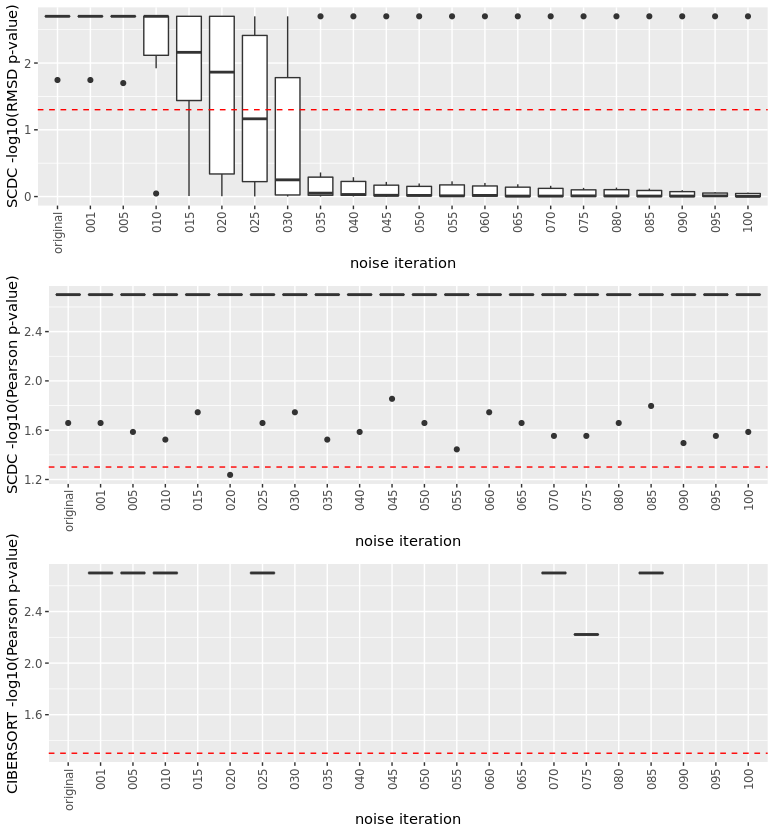 SCDC -log10(RMSD p-value)
2
1
0
original 001 005 010 015 020 025 030 035 040 045 050 055 060 065 070 075 080 085 090 095 100
noise iteration
SCDC -log10(Pearson p-value)
2.4
2.0
1.6
1.2
original 001 005 010 015 020 025 030 035 040 045 050 055 060 065 070 075 080 085 090 095 100
noise iteration
CIBERSORT -log10(Pearson p-value)
2.4
2.0
1.6
original 001 005 010 015 020 025 030 035 040 045 050 055 060 065 070 075 080 085 090 095 100
noise iteration